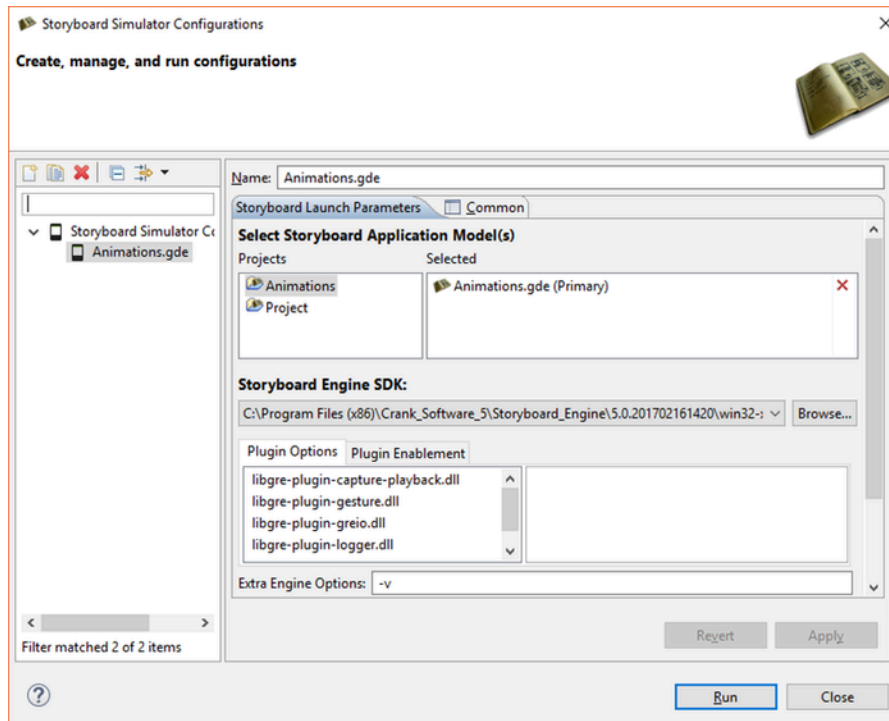 Storyboard Simulator Configurations
Create, manage, and run configurations
Name: Animations.gde
Storyboard Launch Parameters Common
Storyboard Simulator Co
Animations.gde
Select Storyboard Application Model(s)
Projects Selected
Animations
Project
Animations.gde (Primary)
Storyboard Engine SDK:
C:\Program Files (x86)\Crank_Software_5\Storyboard_Engine\5.0.201702161420\win32-: Browse...
Plugin Options Plugin Enablement
libgre-plugin-capture-playback.dll
libgre-plugin-gesture.dll
libgre-plugin-greio.dll
libgre-plugin-logger.dll
Extra Engine Options: -v
Filter matched 2 of 2 items
Revert Apply
Run Close